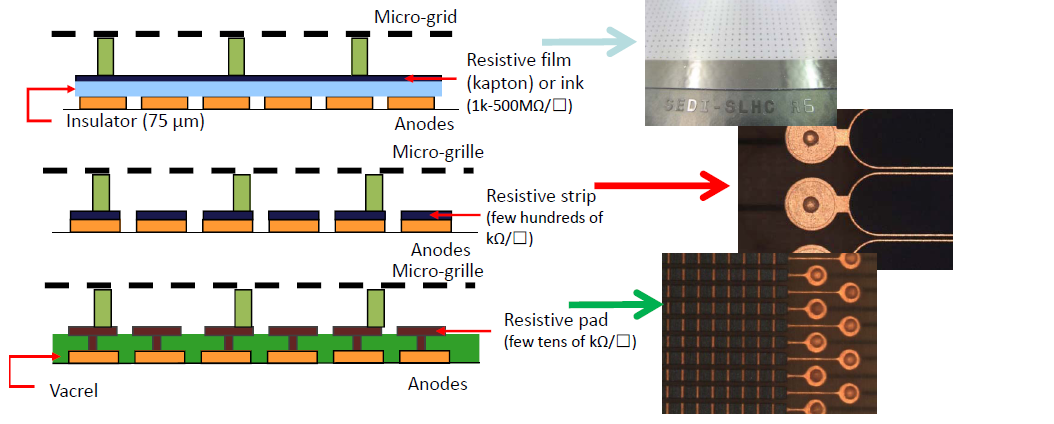 Micro-grid
Resistive film
(kapton) or ink
(1k-500MΩ/□)
Insulator (75 μm)
Anodes
SEDI-SLHC
Micro-grille
Resistive strip
(few hundreds of
kΩ/□)
Anodes
Micro-grille
Resistive pad
(few tens of kΩ/□)
Anodes
Vacrel